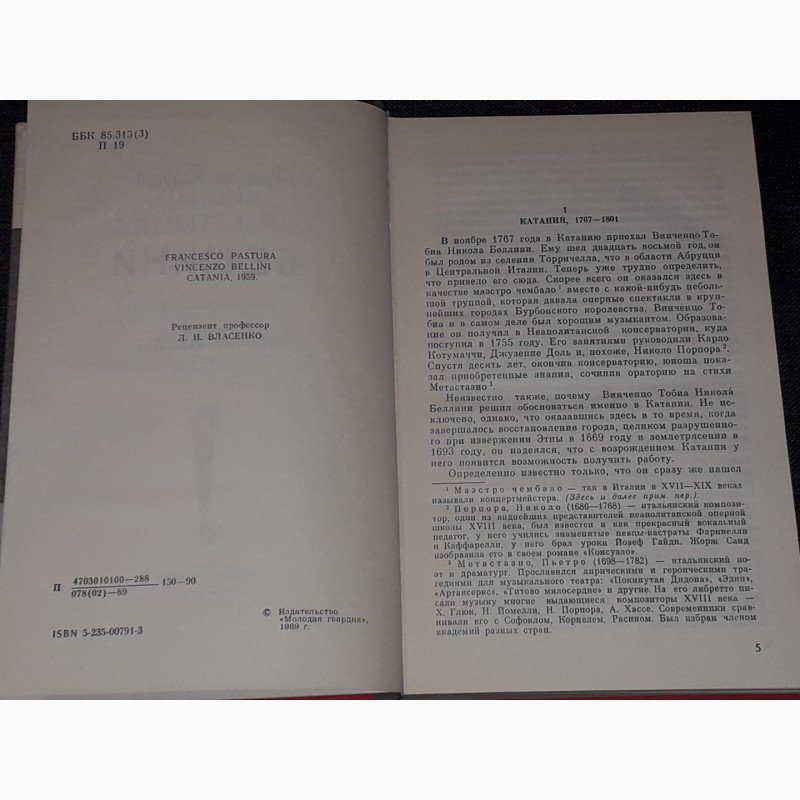 ББК 85.313(3)
П 19
FRANCESCO PASTURA
VINCENZO BELLINI
CATANIA, 1959.
Рецензент профессор
Л. П. ВЛАСЕНКО
П 4703010100—288 150—90
078(02)—89
ISBN 5-235-00791-3
© Издательство
«Молодая гвардия»,
1989 г.
I
КАТАНИЯ, 1767—1801
В ноябре 1767 года в Катанию приехал Винченцо То-
биа Никола Беллини. Ему шел двадцать восьмой год, он
был родом из селения Торричелла, что в области Абруцци
в Центральной Италии. Теперь уже трудно определить,
что привело его сюда. Скорее всего он оказался здесь в
качестве маэстро чембало¹ вместе с какой-нибудь неболь-
шой труппой, которая давала оперные спектакли в круп-
нейших городах Бурбонского королевства. Винченцо То-
биа и в самом деле был хорошим музыкантом. Образова-
ние он получил в Неаполитанской консерватории, куда
поступил в 1755 году. Его занятиями руководили Карло
Котумаччи, Джузеппе Доль и, похоже, Николо Порпора².
Спустя десять лет, окончив консерваторию, юноша пока-
зал приобретенные знания, сочинив ораторию на стихи
Метастазио³.
Неизвестно также, почему Винченцо Тобиа Никола
Беллини решил обосноваться именно в Катании. Не ис-
ключено, однако, что оказавшись здесь в то время, когда
завершалось восстановление города, целиком разрушенно-
го при извержении Этны в 1669 году и землетрясении в
1693 году, он надеялся, что с возрождением Катании у
него появится возможность получить работу.
Определенно известно только, что он сразу же нашел
¹ Маэстро чембало — так в Италии в XVII—XIX веках
называли концертмейстера. (Здесь и далее прим. пер.).
² Порпора, Николо (1686—1768) — итальянский компози-
тор, один из виднейших представителей неаполитанской оперной
школы XVIII века, был известен и как прекрасный вокальный
педагог, у него учились знаменитые певцы-кастраты Фаринелли
и Каффарелли, у него брал уроки Йозеф Гайдн. Жорж Санд
изобразила его в своем романе «Консуэло».
³ Метастазио, Пьетро (1698—1782) — итальянский по-
эт и драматург. Прославился лирическими и героическими тра-
гедиями для музыкального театра: «Покинутая Дидона», «Эдип»,
«Артаксеркс», «Титово милосердие» и другие. На его либретто пи-
сали музыку многие выдающиеся композиторы XVIII века —
Х. Глюк, Н. Помелли, Н. Порпора, А. Хассе. Современники срав-
нивали его с Софоклом, Корнелем, Расином. Был избран членом
академий разных стран.
5